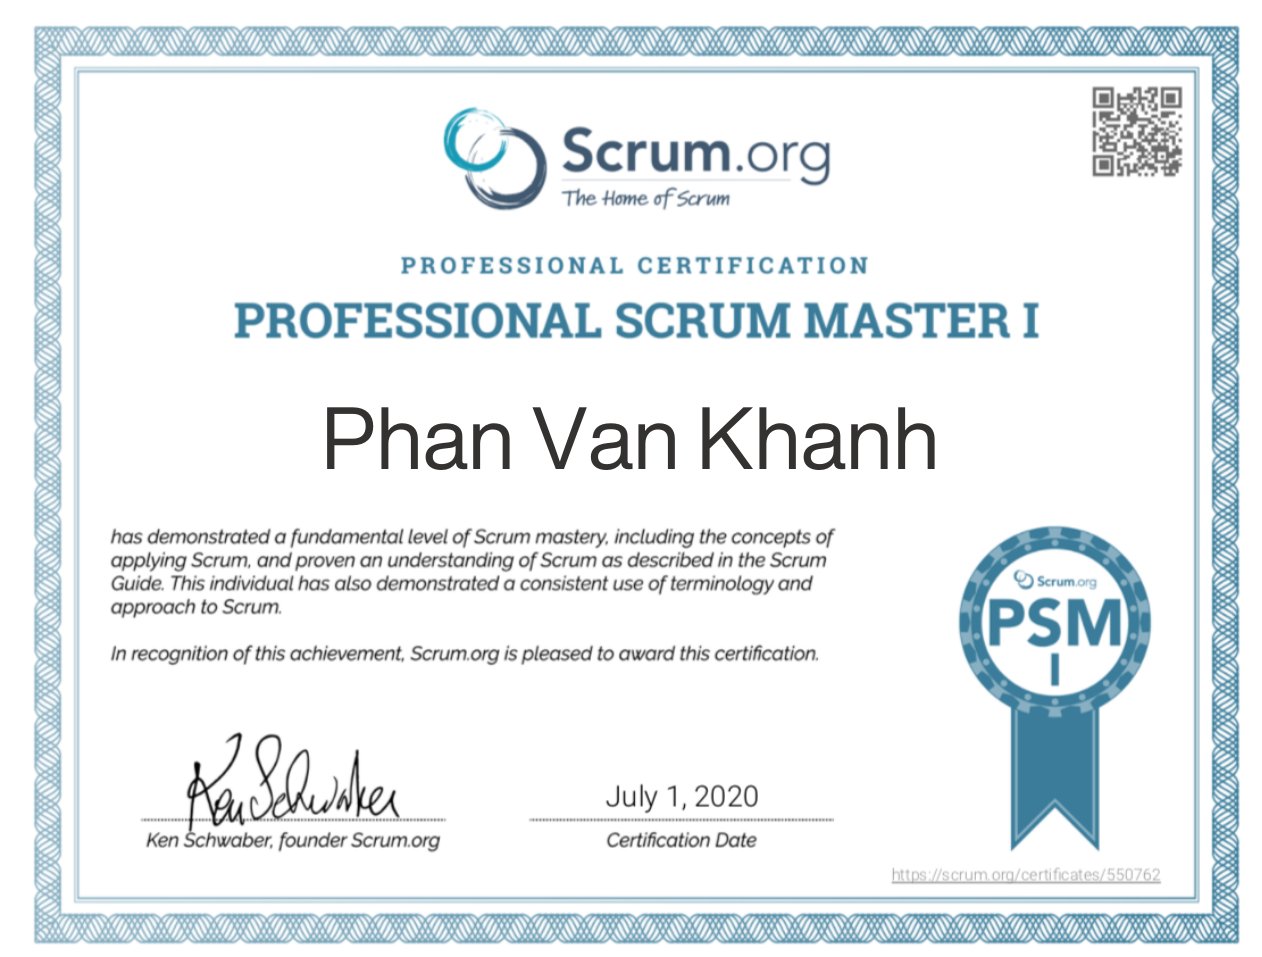 Scrum.org
The Home of Scrum
PROFESSIONAL CERTIFICATION
PROFESSIONAL SCRUM MASTER I
Phan Van Khanh
has demonstrated a fundamental level of Scrum mastery, including the concepts of
applying Scrum, and proven an understanding of Scrum as described in the Scrum
Guide. This individual has also demonstrated a consistent use of terminology and
approach to Scrum.
In recognition of this achievement, Scrum.org is pleased to award this certification.
Scrum.org
PSM
I
Ken Schwaber
July 1, 2020
Ken Schwaber, founder Scrum.org
Certification Date
https://scrum.org/certificates/550762